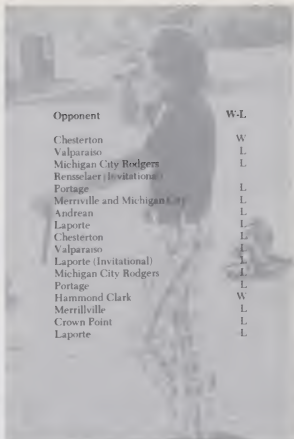 Opponent W-L
Chesterton W
Valparaiso L
Michigan City Rodgers L
Rensselaer (Invitational)
Portage L
Merriville and Michigan City L
Andrean L
Laporte L
Chesterton L
Valparaiso L
Laporte (Invitational) L
Michigan City Rodgers L
Portage L
Hammond Clark W
Merrillville L
Crown Point L
Laporte L